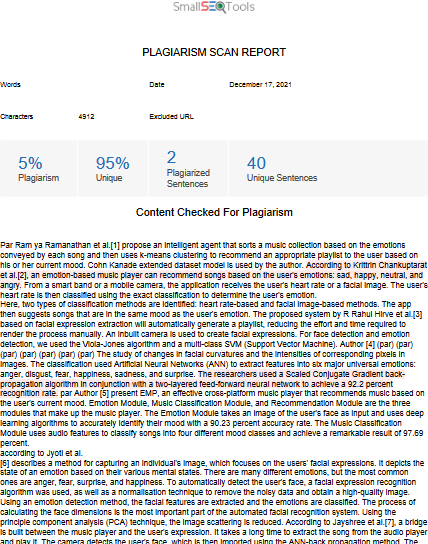 SmallSEOTools
PLAGIARISM SCAN REPORT
Words Date December 17, 2021
Characters 4912 Excluded URL
5% 95% 2 40
Plagiarism Unique Plagiarized Sentences Unique Sentences
Content Checked For Plagiarism
Par Ram ya Ramanathan et al.[1] propose an intelligent agent that sorts a music collection based on the emotions
conveyed by each song and then uses k-means clustering to recommend an appropriate playlist to the user based on
his or her current mood. Cohn Kanade extended dataset model is used by the author. According to Krittrin Chankuptarat
et al.[2], an emotion-based music player can recommend songs based on the user's emotions: sad, happy, neutral, and
angry. From a smart band or a mobile camera, the application receives the user's heart rate or a facial image. The user's
heart rate is then classified using the exact classification to determine the user's emotion.
Here, two types of classification methods are identified: heart rate-based and facial image-based methods. The app
then suggests songs that are in the same mood as the user's emotion. The proposed system by R Rahul Hirve et al.[3]
based on facial expression extraction will automatically generate a playlist, reducing the effort and time required to
render the process manually. An inbuilt camera is used to create facial expressions. For face detection and emotion
detection, we used the Viola-Jones algorithm and a multi-class SVM (Support Vector Machine). Author [4] (par) (par)
(par) (par) (par) (par) (par) The study of changes in facial curvatures and the intensities of corresponding pixels in
images. The classification used Artificial Neural Networks (ANN) to extract features into six major universal emotions:
anger, disgust, fear, happiness, sadness, and surprise. The researchers used a Scaled Conjugate Gradient back-
propagation algorithm in conjunction with a two-layered feed-forward neural network to achieve a 92.2 percent
recognition rate. par Author [5] present EMP, an effective cross-platform music player that recommends music based on
the user's current mood. Emotion Module, Music Classification Module, and Recommendation Module are the three
modules that make up the music player. The Emotion Module takes an image of the user's face as input and uses deep
learning algorithms to accurately identify their mood with a 90.23 percent accuracy rate. The Music Classification
Module uses audio features to classify songs into four different mood classes and achieve a remarkable result of 97.69
percent.
according to Jyoti et al.
[6] describes a method for capturing an individual's image, which focuses on the users' facial expressions. It depicts the
state of an emotion based on their various mental states. There are many different emotions, but the most common
ones are anger, fear, surprise, and happiness. To automatically detect the user's face, a facial expression recognition
algorithm was used, as well as a normalisation technique to remove the noisy data and obtain a high-quality image.
Using an emotion detection method, the facial features are extracted and the emotions are classified. The process of
calculating the face dimensions is the most important part of the automated facial recognition system. Using the
principle component analysis (PCA) technique, the image scattering is reduced. According to Jayshree et al.[7], a bridge
is built between the music player and the user's expression. It takes a long time to extract the song from the audio player
and play it. The camera detects the user's face, which is then imported using the ANN-back propagation method. The